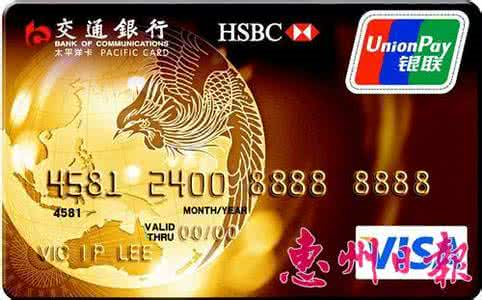 交通銀行 HSBC UnionPay
BANK OF COMMUNICATIONS 银联
太平洋卡 PACIFIC CARD
4581 2400 8888 8888
4581 MONTH/YEAR
VALID THRU 00/00
VIC IP LEE
VISA
惠州日报